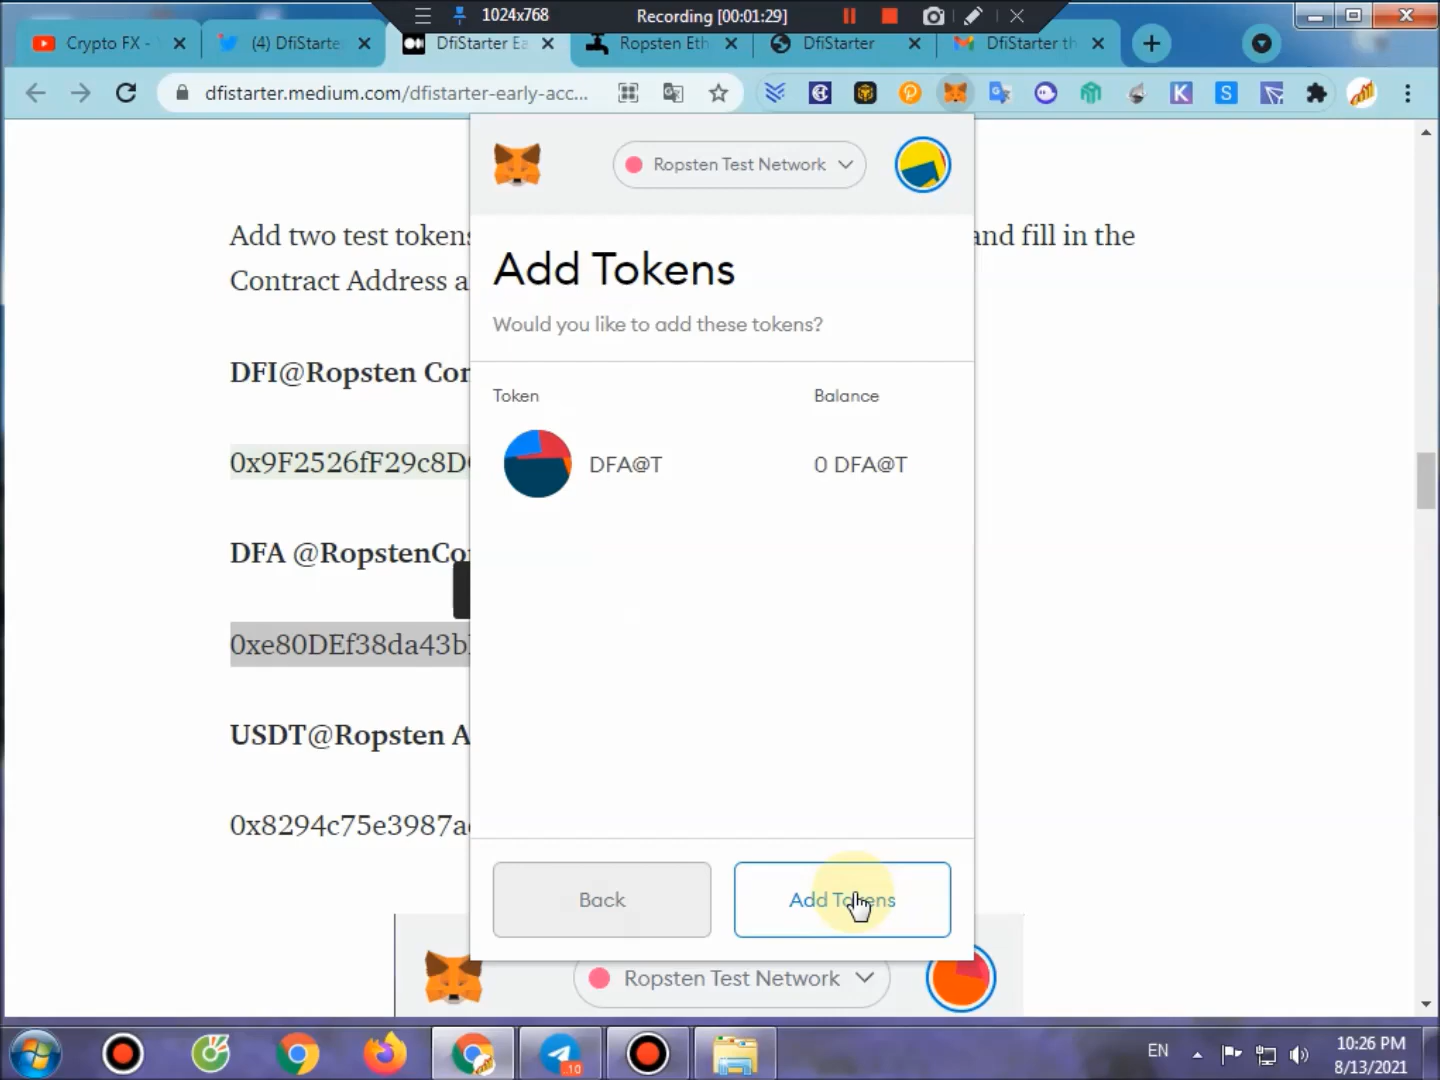 1024x768
Recording [00:01:29]
Crypto FX -
(4) DfiStarte
DfiStarter Ea
Ropsten Eth
DfiStarter
DfiStarter th
dfistarter.medium.com/dfistarter-early-acc...
Ropsten Test Network
Add two test tokens
and fill in the
Contract Address a
Add Tokens
Would you like to add these tokens?
DFI@Ropsten Con
Token
Balance
DFA@T
0 DFA@T
0x9F2526fF29c8D
DFA @RopstenCo
0xe80DEf38da43b
USDT@Ropsten A
0x8294c75e3987a
Back
Add Tokens
Ropsten Test Network
10
EN
10:26 PM
8/13/2021